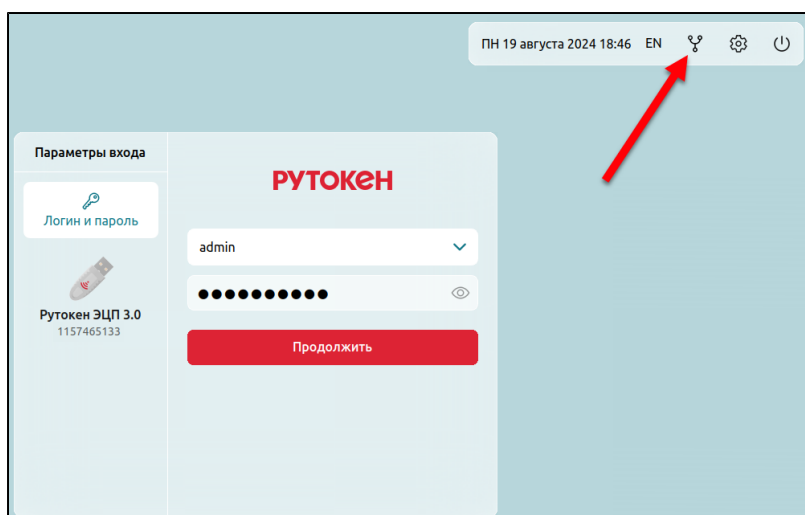 ПН 19 августа 2024 18:46 EN
Параметры входа
Логин и пароль
Рутокен ЭЦП 3.0
1157465133
РУТОКЕН
admin
Продолжить